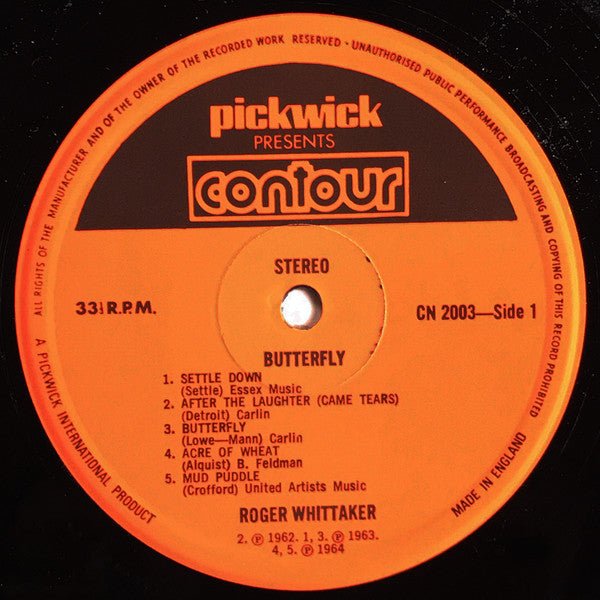 ALL RIGHTS OF THE MANUFACTURER AND OF THE OWNER OF THE RECORDED WORK RESERVED · UNAUTHORISED PUBLIC PERFORMANCE BROADCASTING AND COPYING OF THIS RECORD PROHIBITED
pickwick
PRESENTS
contour
STEREO
33⅓ R.P.M.
CN 2003—Side 1
BUTTERFLY
1. SETTLE DOWN
(Settle) Essex Music
2. AFTER THE LAUGHTER (CAME TEARS)
(Detroit) Carlin
3. BUTTERFLY
(Lowe—Mann) Carlin
4. ACRE OF WHEAT
(Alquist) B. Feldman
5. MUD PUDDLE
(Crofford) United Artists Music
ROGER WHITTAKER
2. ℗ 1962. 1, 3. ℗ 1963.
4, 5. ℗ 1964
A PICKWICK INTERNATIONAL PRODUCT
MADE IN ENGLAND